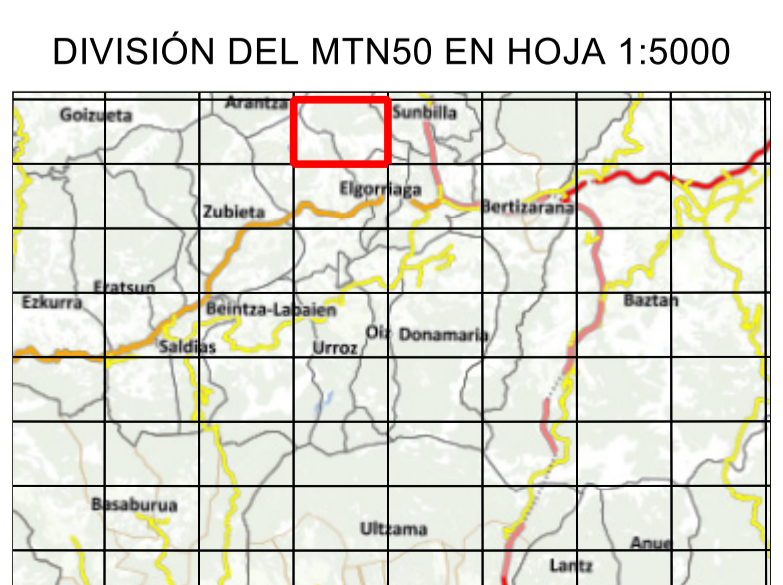 DIVISIÓN DEL MTN50 EN HOJA 1:5000
Arantza
Goizueta
Sunbilla
Elgorriaga
Zubieta
Bertizarana
Eratsun
Ezkurra
Beintza-Labaien
Baztan
Oiz
Donamaria
Saldias
Urroz
Basaburua
Ultzama
Anue
Lantz